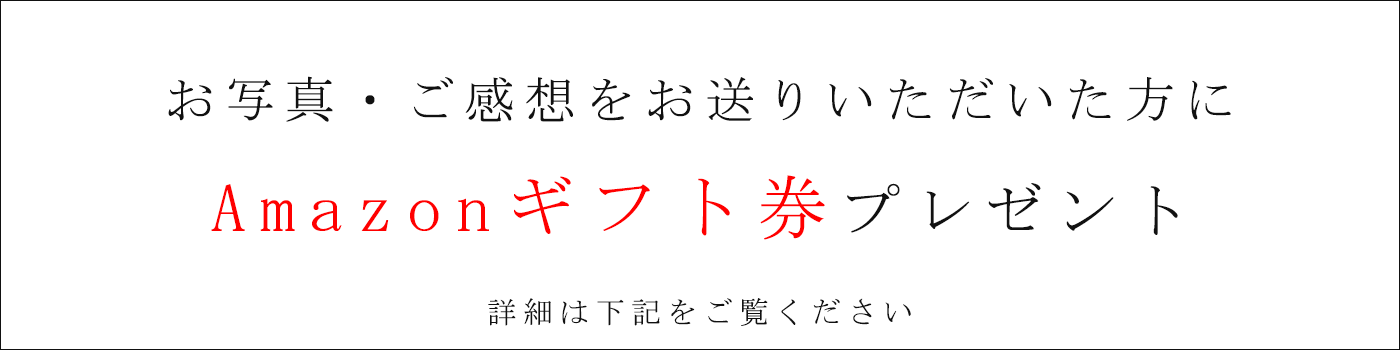 お写真・ご感想をお送りいただいた方に
Amazonギフト券プレゼント
詳細は下記をご覧ください